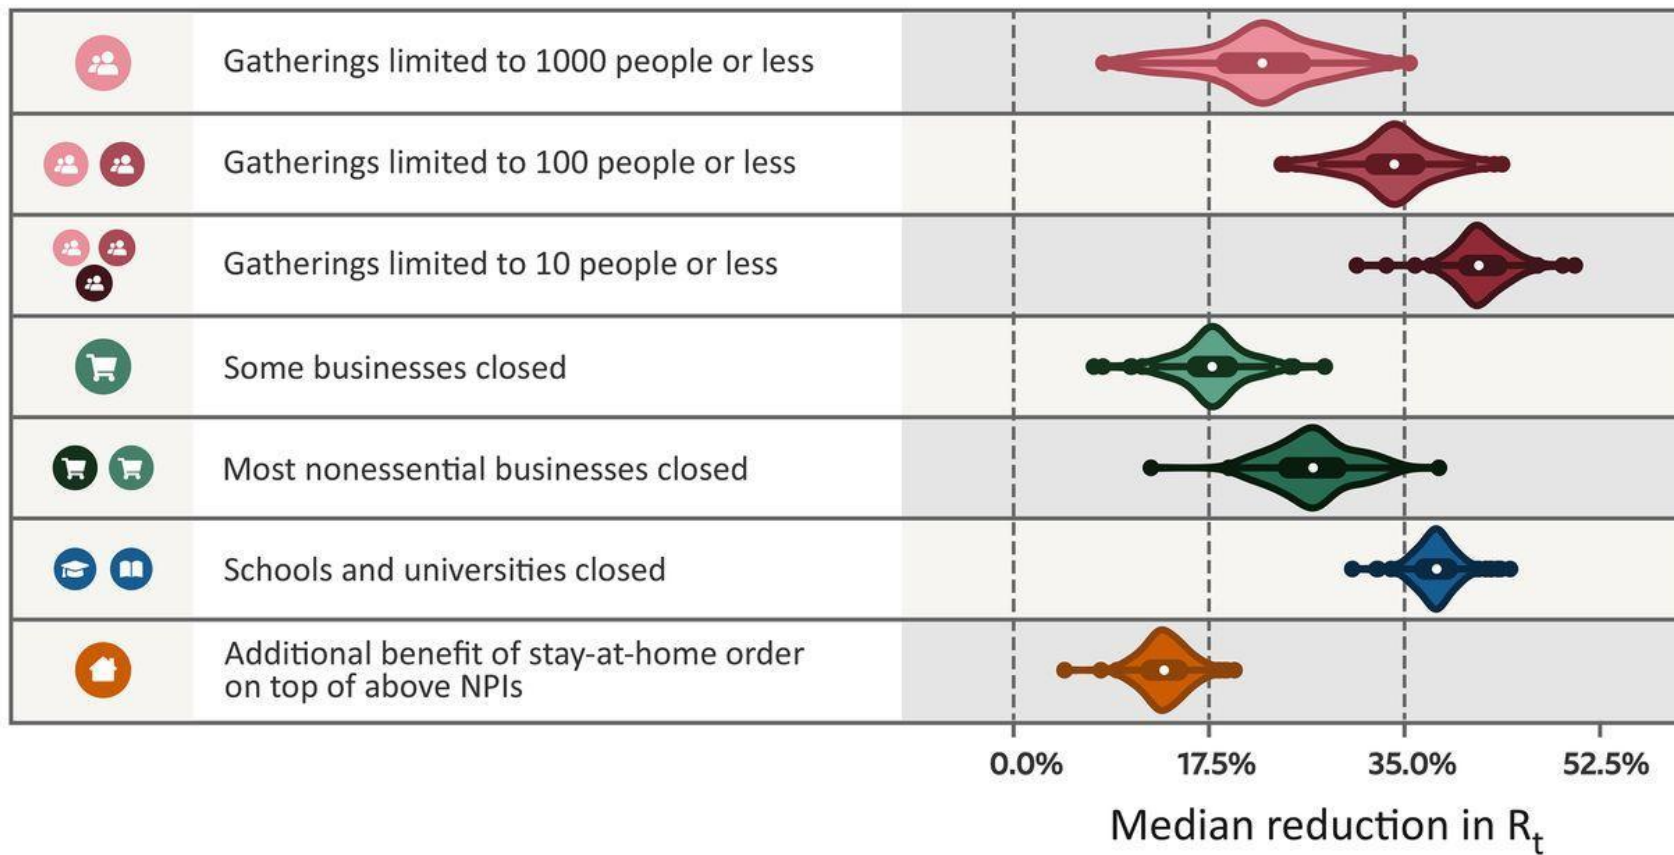 Gatherings limited to 1000 people or less
Gatherings limited to 100 people or less
Gatherings limited to 10 people or less
Some businesses closed
Most nonessential businesses closed
Schools and universities closed
Additional benefit of stay-at-home order
on top of above NPIs
0.0% 17.5% 35.0% 52.5%
Median reduction in Rt